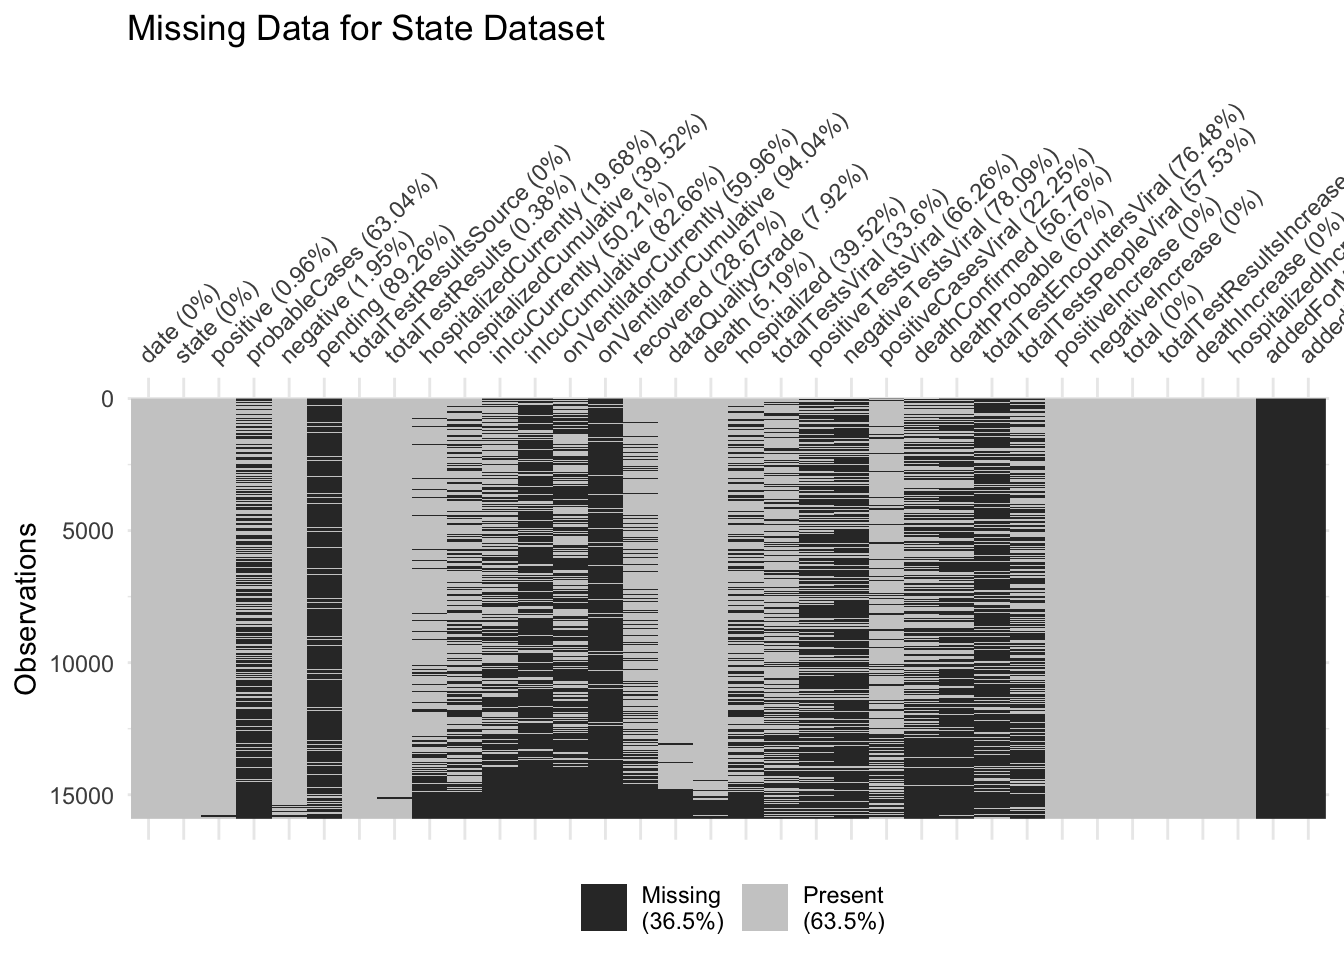 Missing Data for State Dataset
date (0%)
state (0%)
positive (0.96%)
probableCases (63.04%)
negative (1.95%)
pending (89.26%)
totalTestResultsSource (0%)
totalTestResults (0.38%)
hospitalizedCurrently (19.68%)
hospitalizedCumulative (39.52%)
inIcuCurrently (50.21%)
inIcuCumulative (82.66%)
onVentilatorCurrently (59.96%)
onVentilatorCumulative (94.04%)
recovered (28.67%)
dataQualityGrade (7.92%)
death (5.19%)
hospitalized (39.52%)
totalTestsViral (33.6%)
positiveTestsViral (66.26%)
negativeTestsViral (78.09%)
positiveCasesViral (22.25%)
deathConfirmed (56.76%)
deathProbable (67%)
totalTestEncountersViral (76.48%)
totalTestsPeopleViral (57.53%)
positiveIncrease (0%)
negativeIncrease (0%)
total (0%)
totalTestResultsIncrease
deathIncrease (0%
hospitalizedInc
addedForN
added
0
5000
10000
15000
Observations
Missing
(36.5%)
Present
(63.5%)